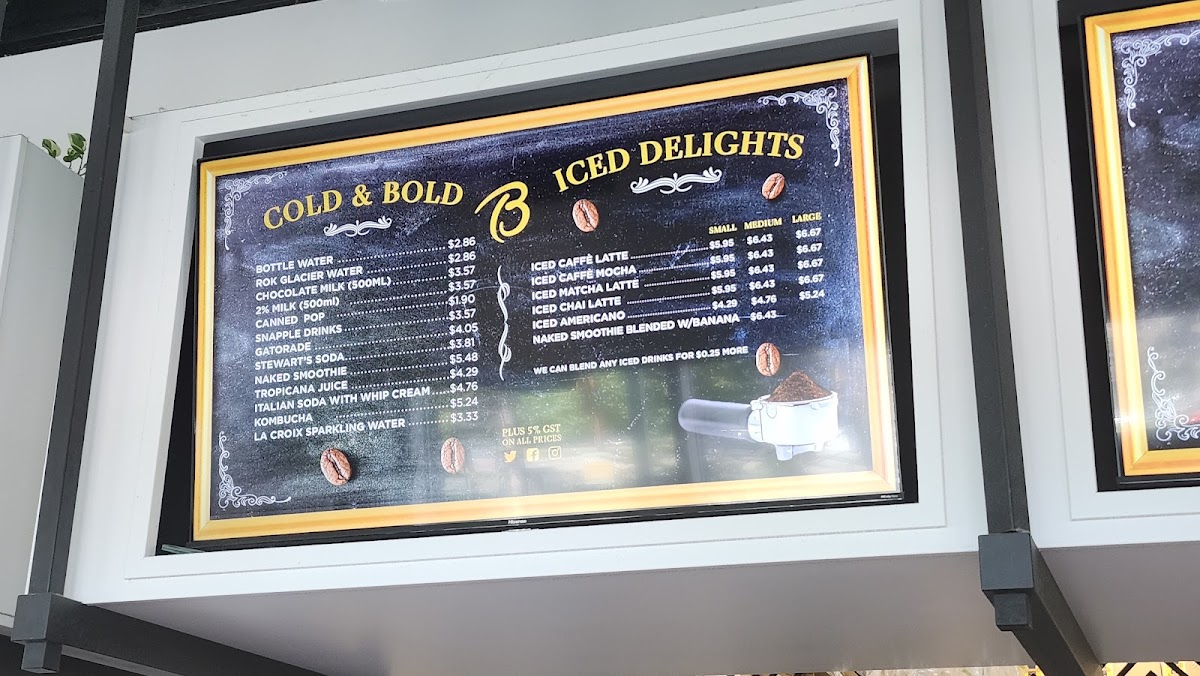 COLD & BOLD
BOTTLE WATER $2.86
ROK GLACIER WATER $2.86
CHOCOLATE MILK (500ML) $3.57
2% MILK (500ml) $3.57
CANNED POP $1.90
SNAPPLE DRINKS $3.57
GATORADE $4.05
STEWART'S SODA $3.81
NAKED SMOOTHIE $5.48
TROPICANA JUICE $4.29
ITALIAN SODA WITH WHIP CREAM $4.76
KOMBUCHA $5.24
LA CROIX SPARKLING WATER $3.33
B
ICED DELIGHTS
SMALL MEDIUM LARGE
ICED CAFFÈ LATTE $5.95 $6.43 $6.67
ICED CAFFÈ MOCHA $5.95 $6.43 $6.67
ICED MATCHA LATTE $5.95 $6.43 $6.67
ICED CHAI LATTE $5.95 $6.43 $6.67
ICED AMERICANO $4.29 $4.76 $5.24
NAKED SMOOTHIE BLENDED W/BANANA $6.43
WE CAN BLEND ANY ICED DRINKS FOR $0.25 MORE
PLUS 5% GST
ON ALL PRICES
Hisense